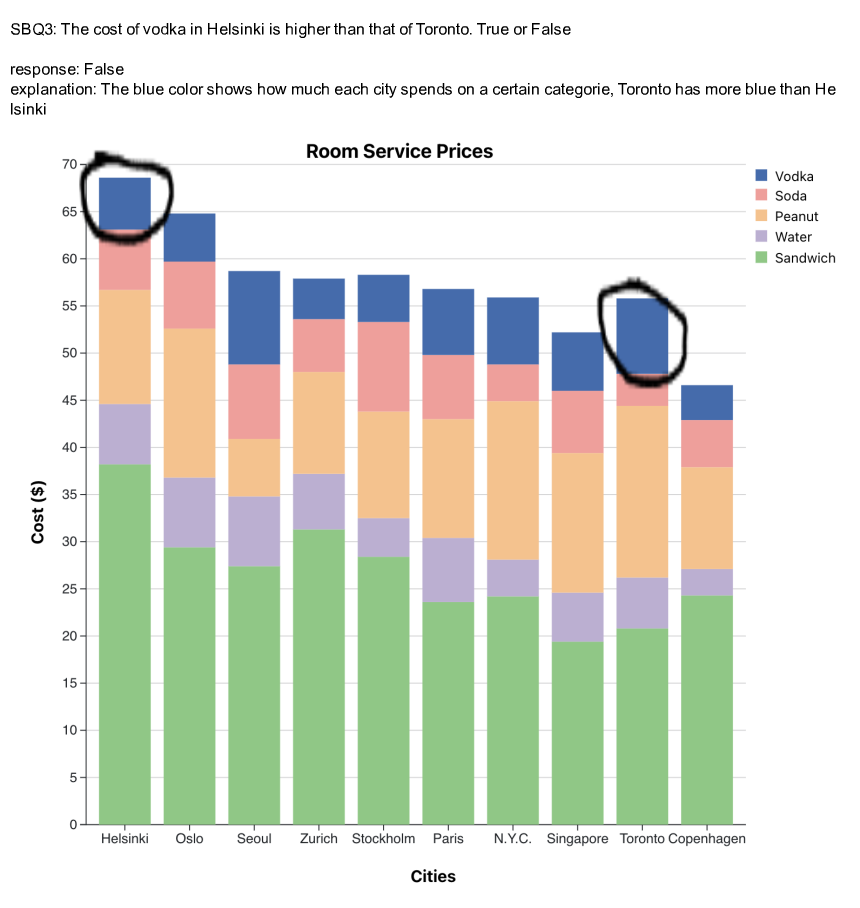 SBQ3: The cost of vodka in Helsinki is higher than that of Toronto. True or False
response: False
explanation: The blue color shows how much each city spends on a certain categorie, Toronto has more blue than He
lsinki
Room Service Prices
70
65
60
55
50
45
40
35
30
25
20
15
10
5
0
Cost ($)
Vodka
Soda
Peanut
Water
Sandwich
Helsinki Oslo Seoul Zurich Stockholm Paris N.Y.C. Singapore Toronto Copenhagen
Cities